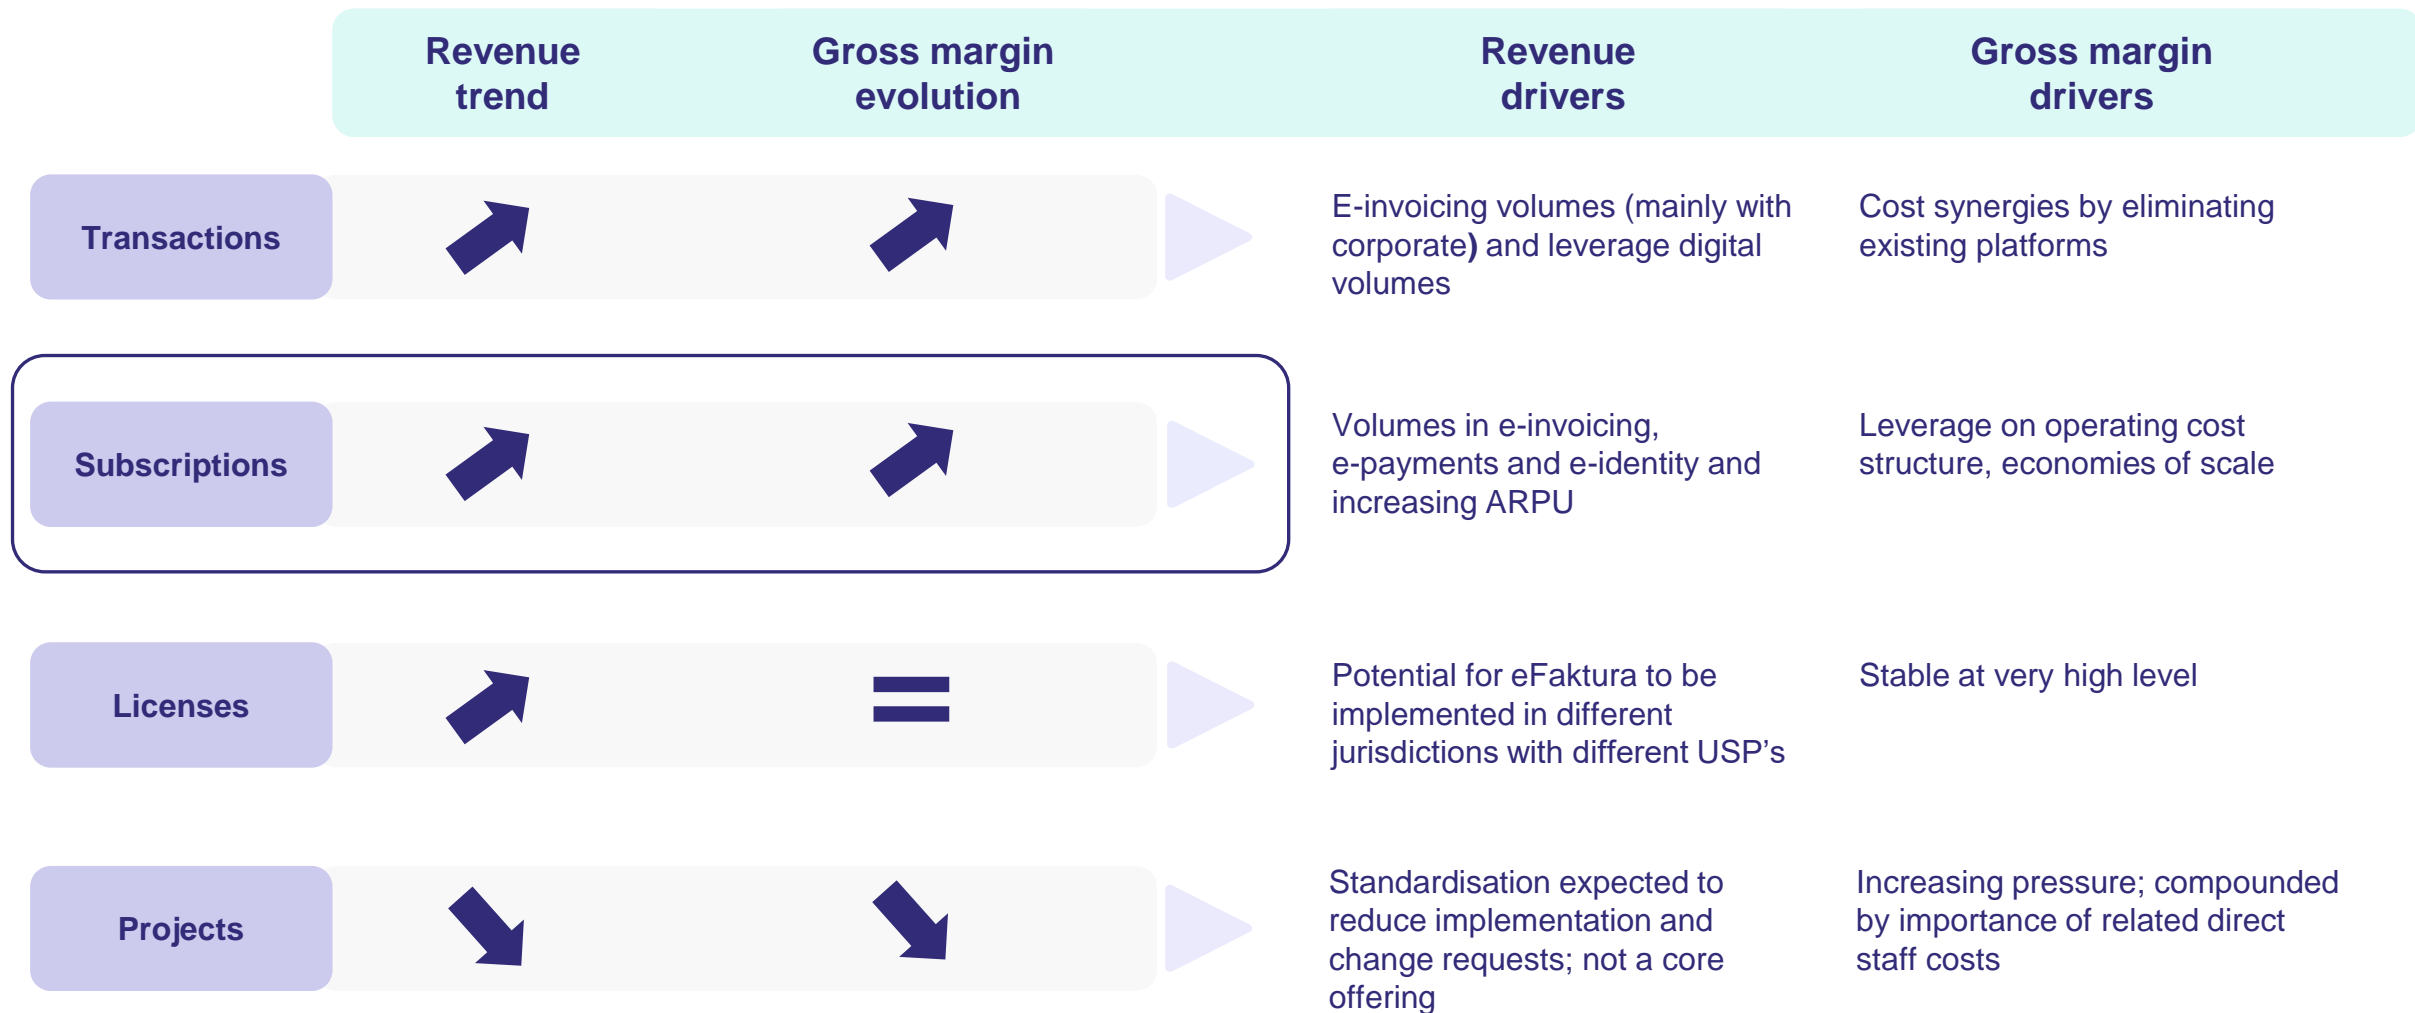 Revenue
trend
Gross margin
evolution
Revenue
drivers
Gross margin
drivers
Transactions
E-invoicing volumes (mainly with
corporate) and leverage digital
volumes
Cost synergies by eliminating
existing platforms
Subscriptions
Volumes in e-invoicing,
e-payments and e-identity and
increasing ARPU
Leverage on operating cost
structure, economies of scale
Licenses
=
Potential for eFaktura to be
implemented in different
jurisdictions with different USP’s
Stable at very high level
Projects
Standardisation expected to
reduce implementation and
change requests; not a core
offering
Increasing pressure; compounded
by importance of related direct
staff costs